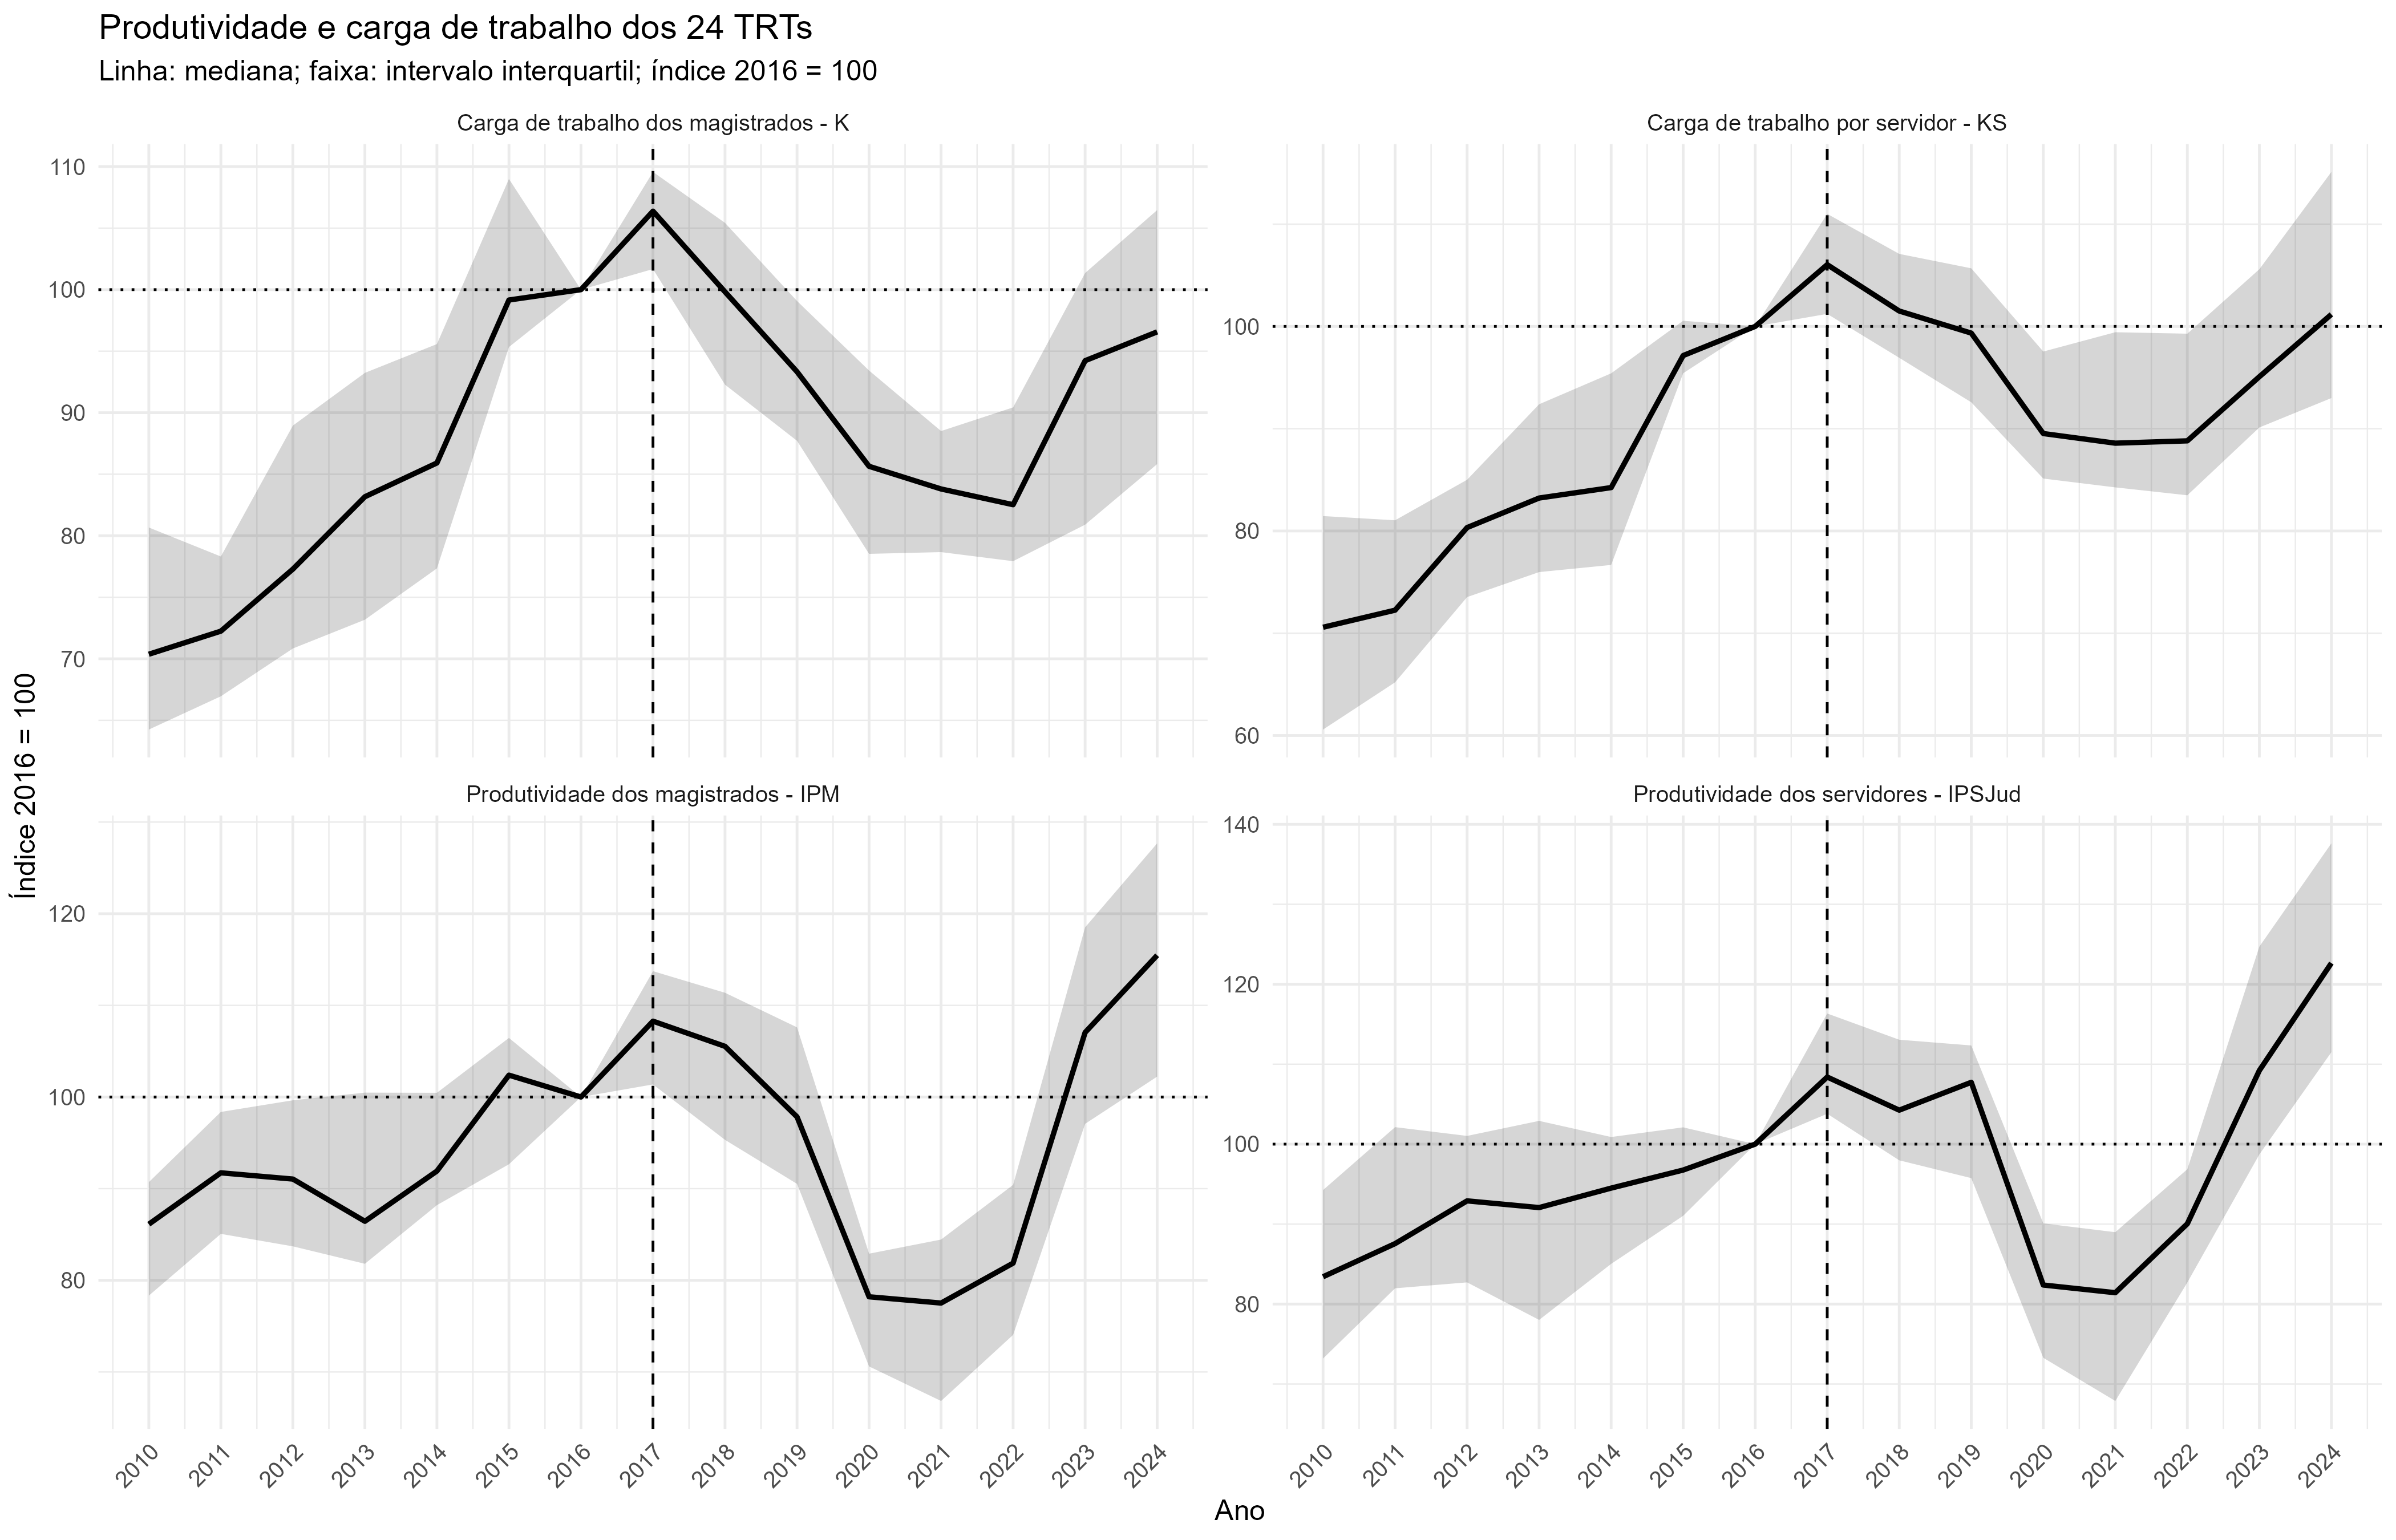 Produtividade e carga de trabalho dos 24 TRTs
Linha: mediana; faixa: intervalo interquartil; índice 2016 = 100
Carga de trabalho dos magistrados - K
110
100
90
80
70
Carga de trabalho por servidor - KS
100
80
60
Índice 2016 = 100
Produtividade dos magistrados - IPM
120
100
80
2010 2011 2012 2013 2014 2015 2016 2017 2018 2019 2020 2021 2022 2023 2024
Produtividade dos servidores - IPSJud
140
120
100
80
2010 2011 2012 2013 2014 2015 2016 2017 2018 2019 2020 2021 2022 2023 2024
Ano